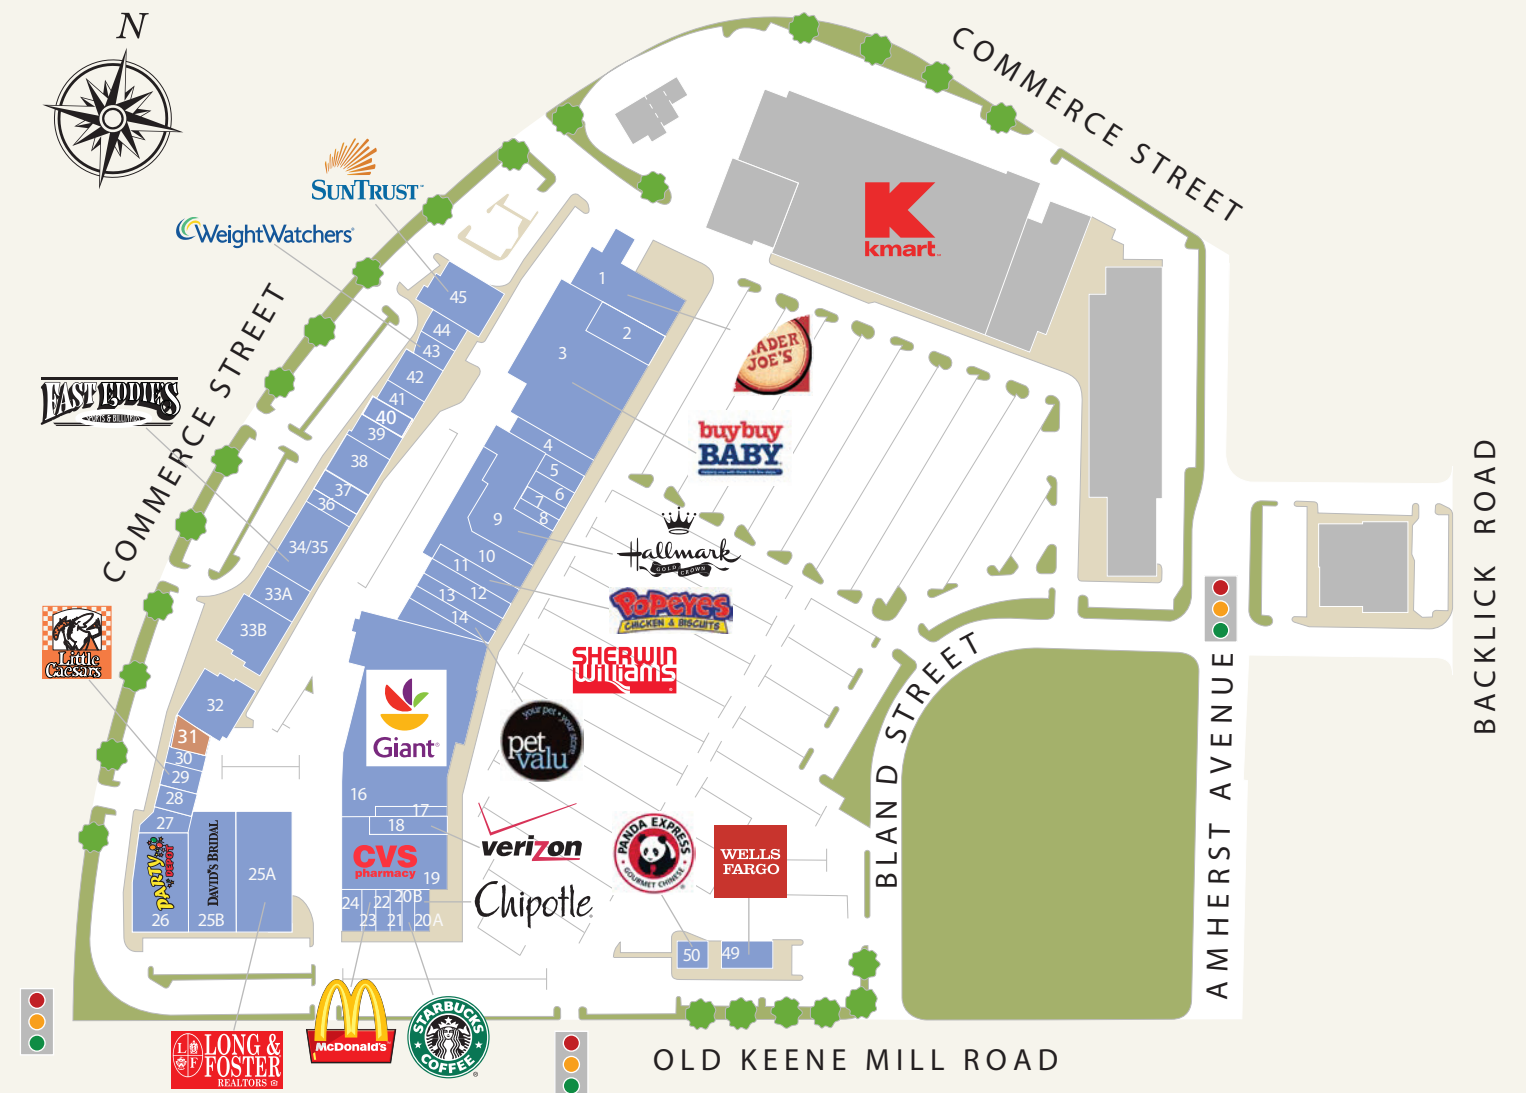 N
COMMERCE STREET
SUNTRUST
WeightWatchers
kmart
45
44
43
42
41
40
39
38
37
36
34/35
33A
33B
32
31
30
29
28
27
1
2
3
4
5
6
7
8
9
10
11
12
13
14
COMMERCE STREET
FAST EDDIE'S
SPORTS & BILLIARDS
Little
Caesars
RADER
JOE'S
buybuy
BABY
Hallmark
GOLD CROWN
POPEYES
CHICKEN & BISCUITS
SHERWIN
WILLIAMS
your pet • your store
pet
valu
Giant
16
17
18
CVS
pharmacy
19
verizon
Chipotle
PANDA EXPRESS
GOURMET CHINESE
WELLS
FARGO
PARTY
DEPOT
26
DAVID'S BRIDAL
25B
25A
24
23
22
21
20B
20A
50
49
LONG &
FOSTER
REALTORS
L F
McDonald's
STARBUCKS
COFFEE
BLAND STREET
AMHERST AVENUE
BACKLICK ROAD
OLD KEENE MILL ROAD